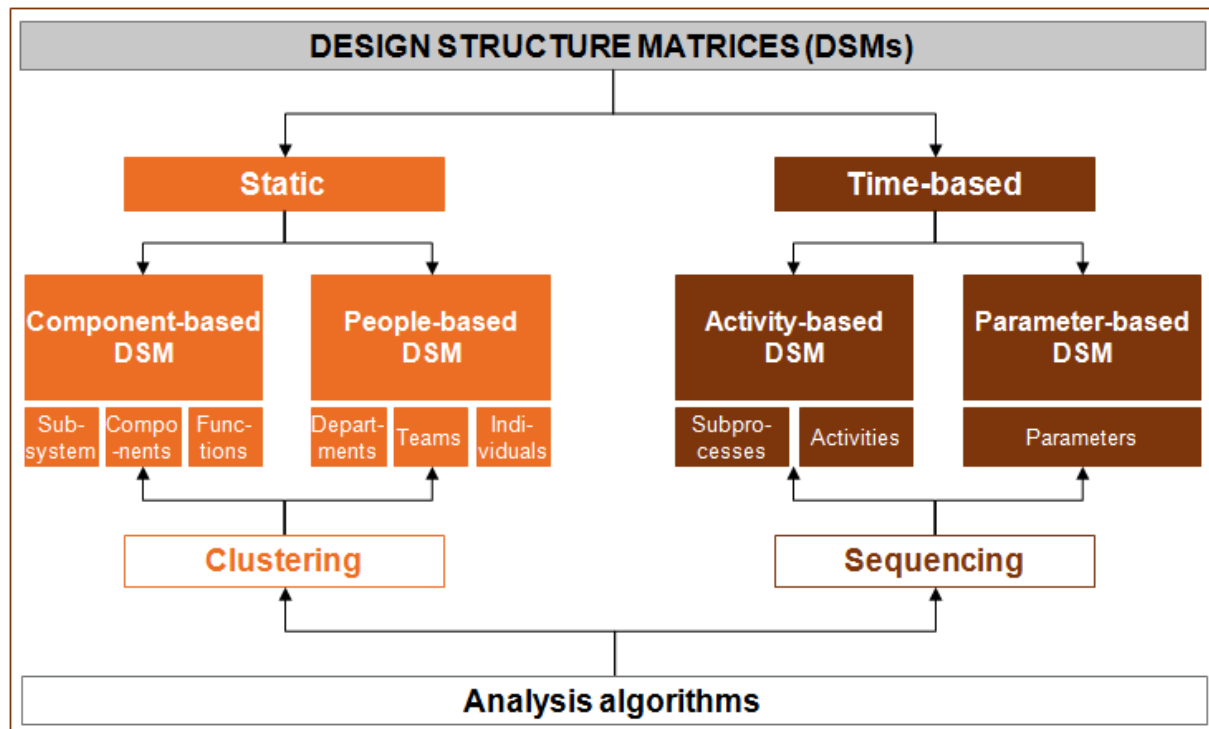 DESIGN STRUCTURE MATRICES (DSMs)
Static
Time-based
Component-based
DSM
People-based
DSM
Activity-based
DSM
Parameter-based
DSM
Sub-
system
Compo
-nents
Func-
tions
Depart-
ments
Teams
Indi-
viduals
Subpro-
cesses
Activities
Parameters
Clustering
Sequencing
Analysis algorithms